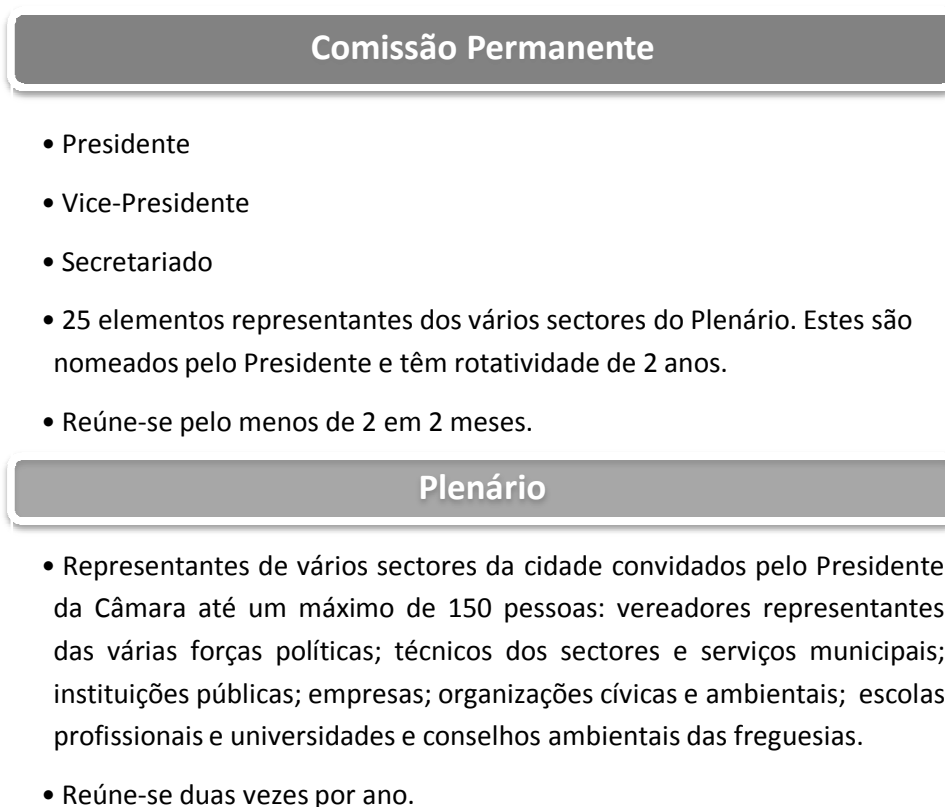 Comissão Permanente
• Presidente
• Vice-Presidente
• Secretariado
• 25 elementos representantes dos vários sectores do Plenário. Estes são
nomeados pelo Presidente e têm rotatividade de 2 anos.
• Reúne-se pelo menos de 2 em 2 meses.
Plenário
• Representantes de vários sectores da cidade convidados pelo Presidente
da Câmara até um máximo de 150 pessoas: vereadores representantes
das várias forças políticas; técnicos dos sectores e serviços municipais;
instituições públicas; empresas; organizações cívicas e ambientais; escolas
profissionais e universidades e conselhos ambientais das freguesias.
• Reúne-se duas vezes por ano.